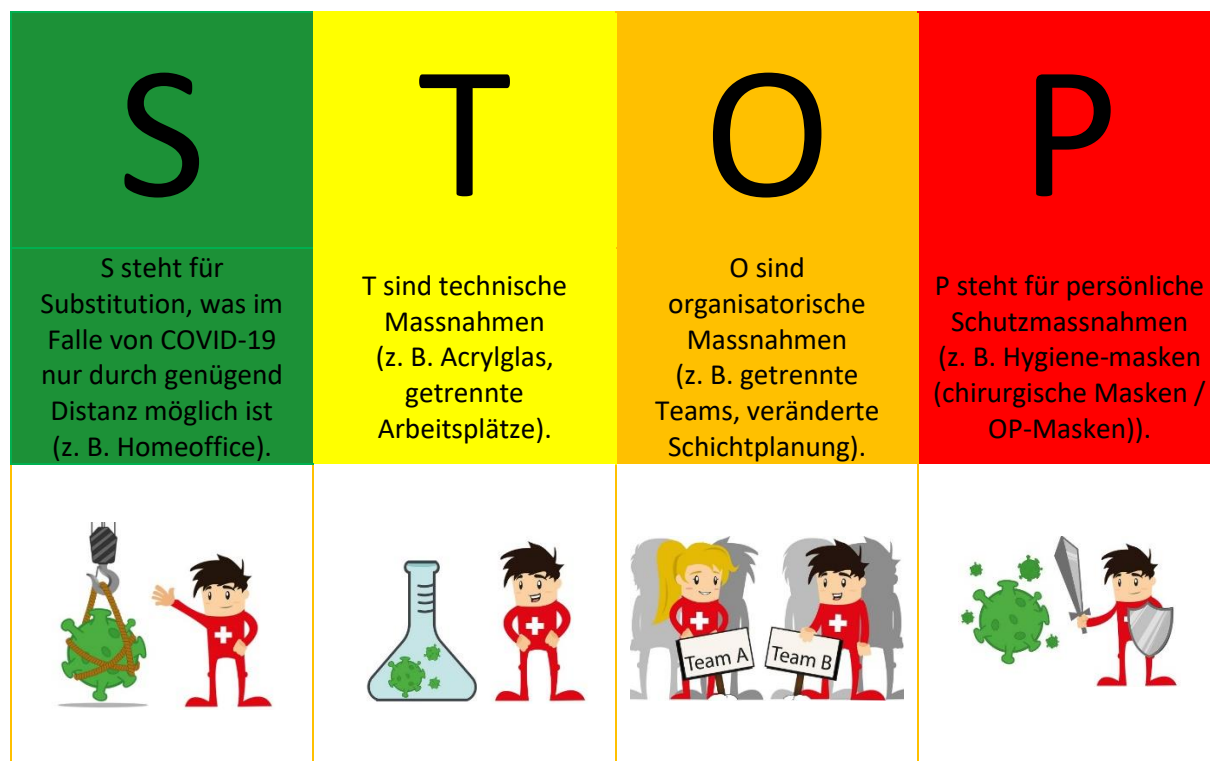 S
T
O
P
S steht für
Substitution, was im
Falle von COVID-19
nur durch genügend
Distanz möglich ist
(z. B. Homeoffice).
T sind technische
Massnahmen
(z. B. Acrylglas,
getrennte
Arbeitsplätze).
O sind
organisatorische
Massnahmen
(z. B. getrennte
Teams, veränderte
Schichtplanung).
P steht für persönliche
Schutzmassnahmen
(z. B. Hygiene-masken
(chirurgische Masken /
OP-Masken)).
Team A
Team B